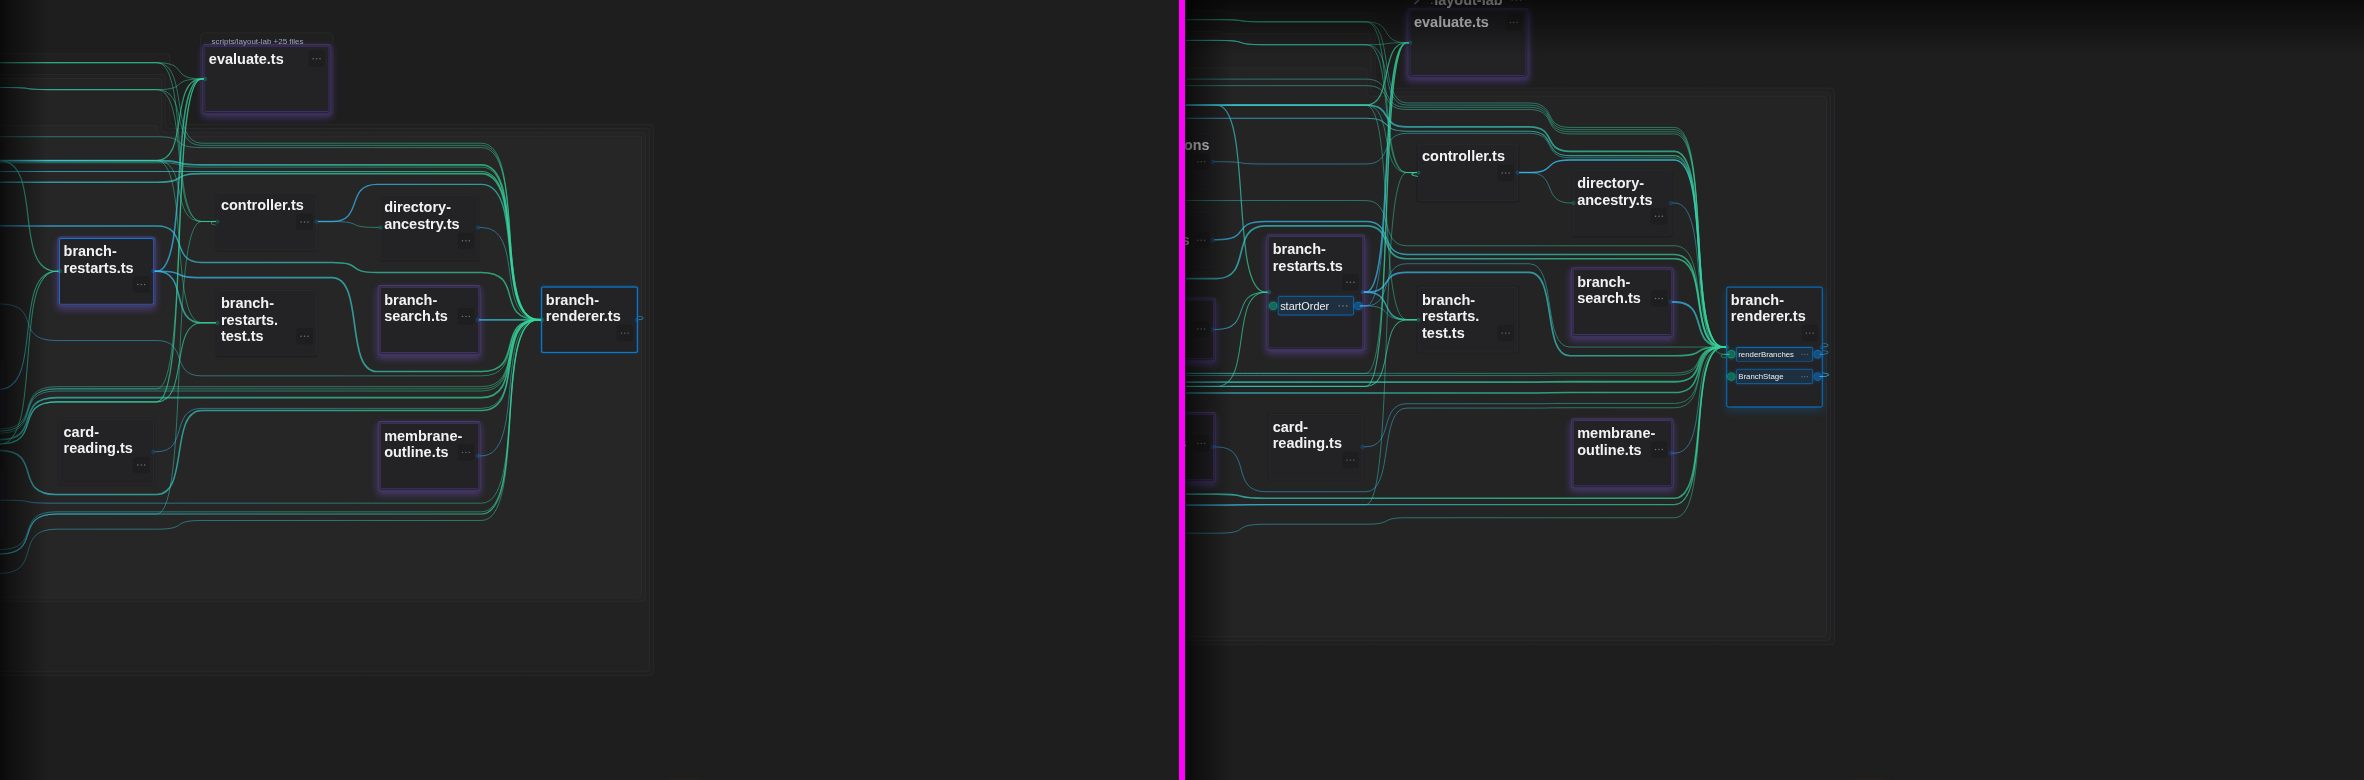 scripts/layout-lab +25 files
evaluate.ts
controller.ts
directory-
ancestry.ts
branch-
restarts.ts
branch-
restarts.
test.ts
branch-
search.ts
branch-
renderer.ts
card-
reading.ts
membrane-
outline.ts
layout-lab
evaluate.ts
ons
controller.ts
directory-
ancestry.ts
s
branch-
restarts.ts
startOrder
branch-
restarts.
test.ts
branch-
search.ts
branch-
renderer.ts
renderBranches
BranchStage
card-
reading.ts
membrane-
outline.ts